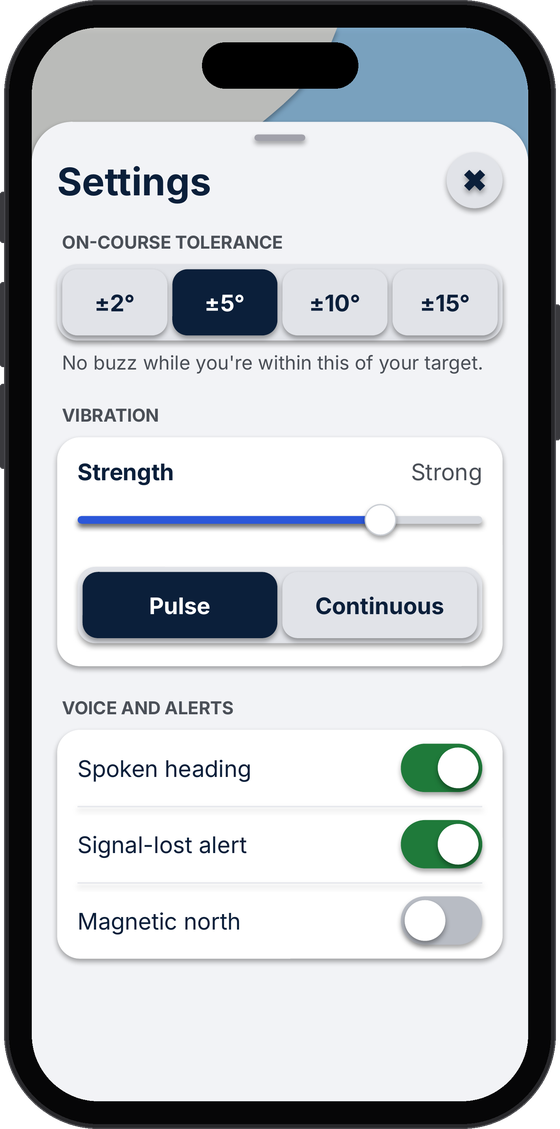 Settings
ON-COURSE TOLERANCE
±2° ±5° ±10° ±15°
No buzz while you're within this of your target.
VIBRATION
Strength Strong
Pulse Continuous
VOICE AND ALERTS
Spoken heading
Signal-lost alert
Magnetic north